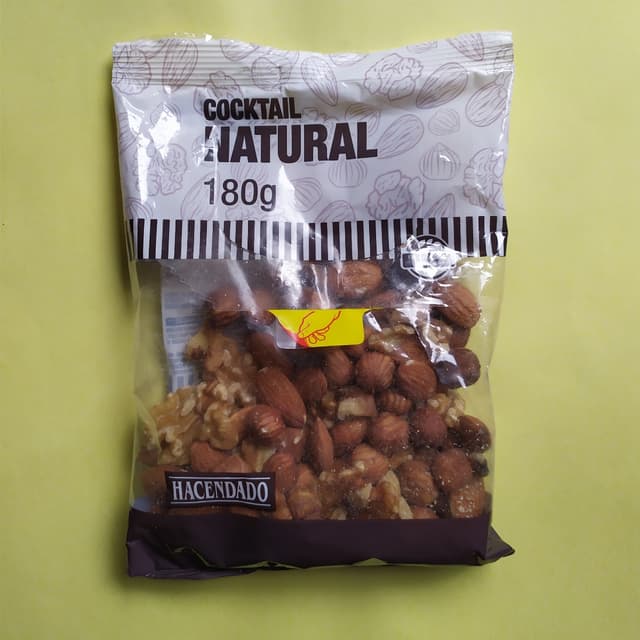 COCKTAIL
NATURAL
180g
HACENDADO